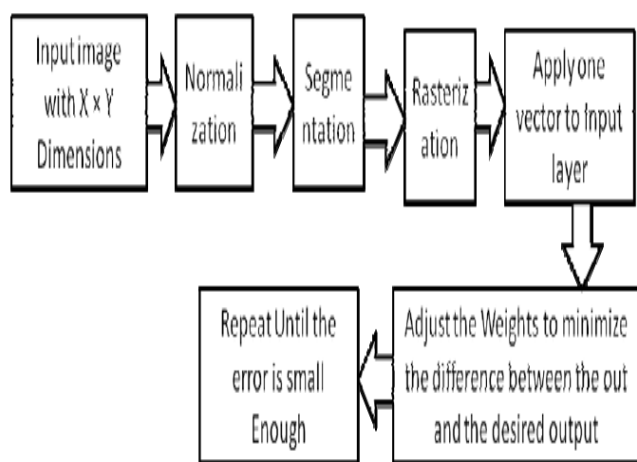 Input image
with X × Y
Dimensions
Normali
zation
Segme
ntation
Rasteriz
ation
Apply one
vector to Input
layer
Adjust the Weights to minimize
the difference between the out
and the desired output
Repeat Until the
error is small
Enough